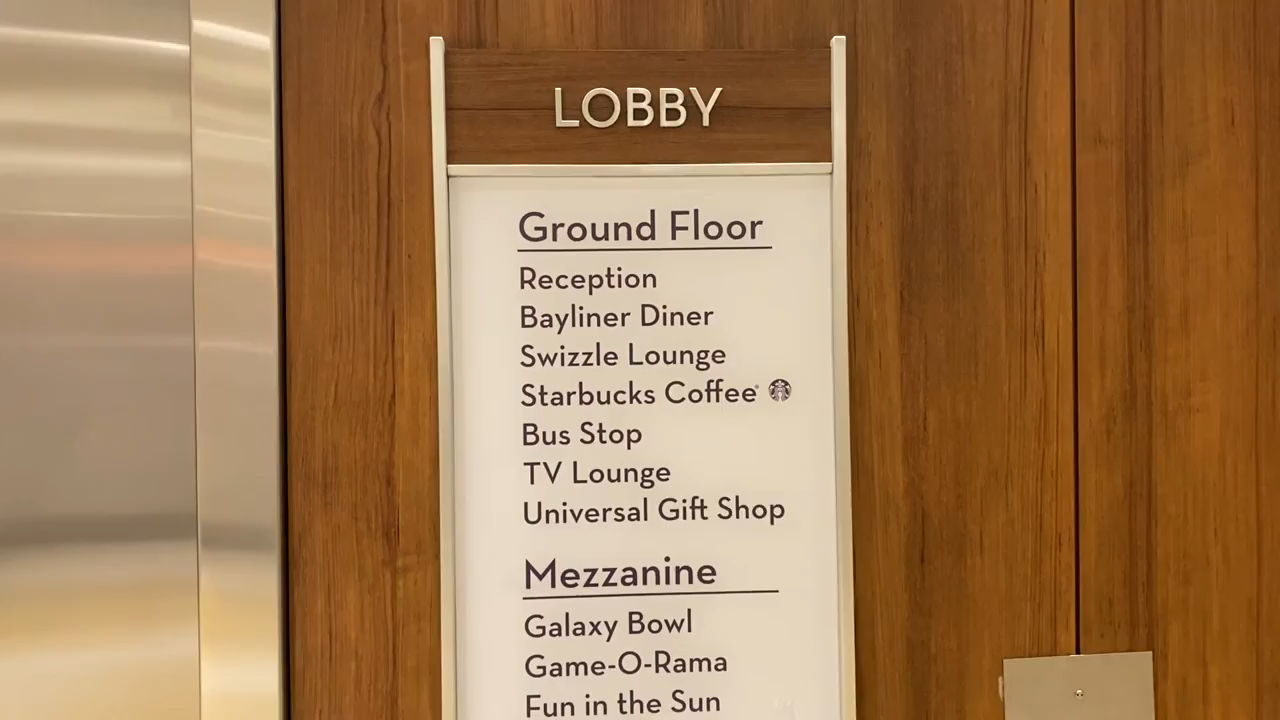 LOBBY
Ground Floor
Reception
Bayliner Diner
Swizzle Lounge
Starbucks Coffee®
Bus Stop
TV Lounge
Universal Gift Shop
Mezzanine
Galaxy Bowl
Game-O-Rama
Fun in the Sun